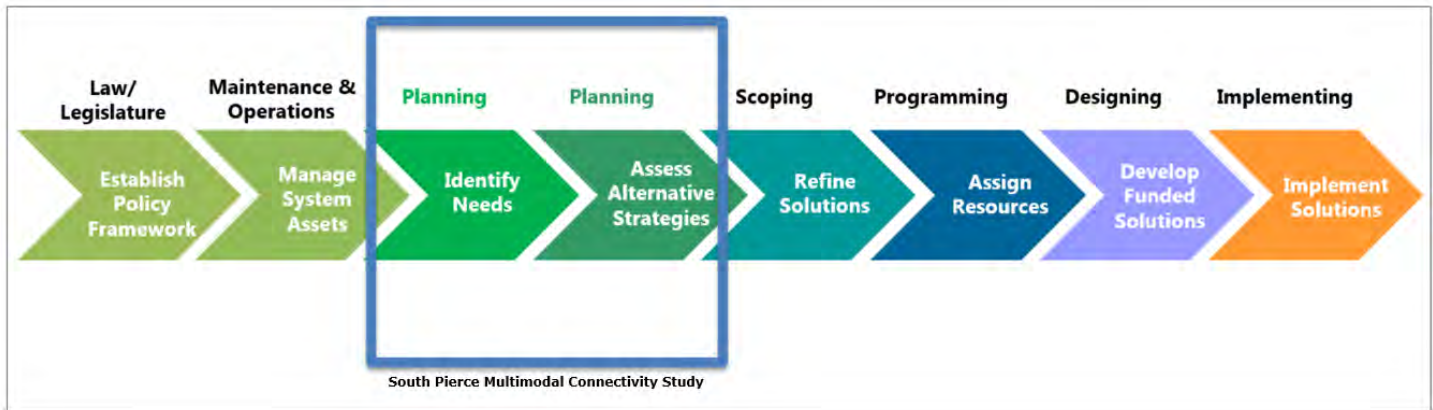 Law/
Legislature
Maintenance &
Operations
Planning
Planning
Scoping
Programming
Designing
Implementing
Establish
Policy
Framework
Manage
System
Assets
Identify
Needs
Assess
Alternative
Strategies
Refine
Solutions
Assign
Resources
Develop
Funded
Solutions
Implement
Solutions
South Pierce Multimodal Connectivity Study